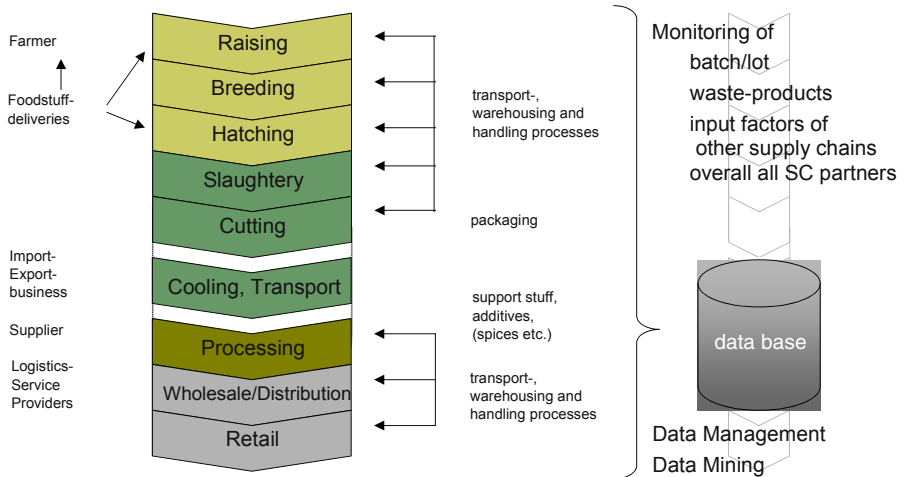 Farmer
Foodstuff-
deliveries
Import-
Export-
business
Supplier
Logistics-
Service
Providers
Raising
Breeding
Hatching
Slaughtery
Cutting
Cooling, Transport
Processing
Wholesale/Distribution
Retail
transport-,
warehousing and
handling processes
packaging
support stuff,
additives,
(spices etc.)
transport-,
warehousing and
handling processes
Monitoring of
batch/lot
waste-products
input factors of
other supply chains
overall all SC partners
data base
Data Management
Data Mining